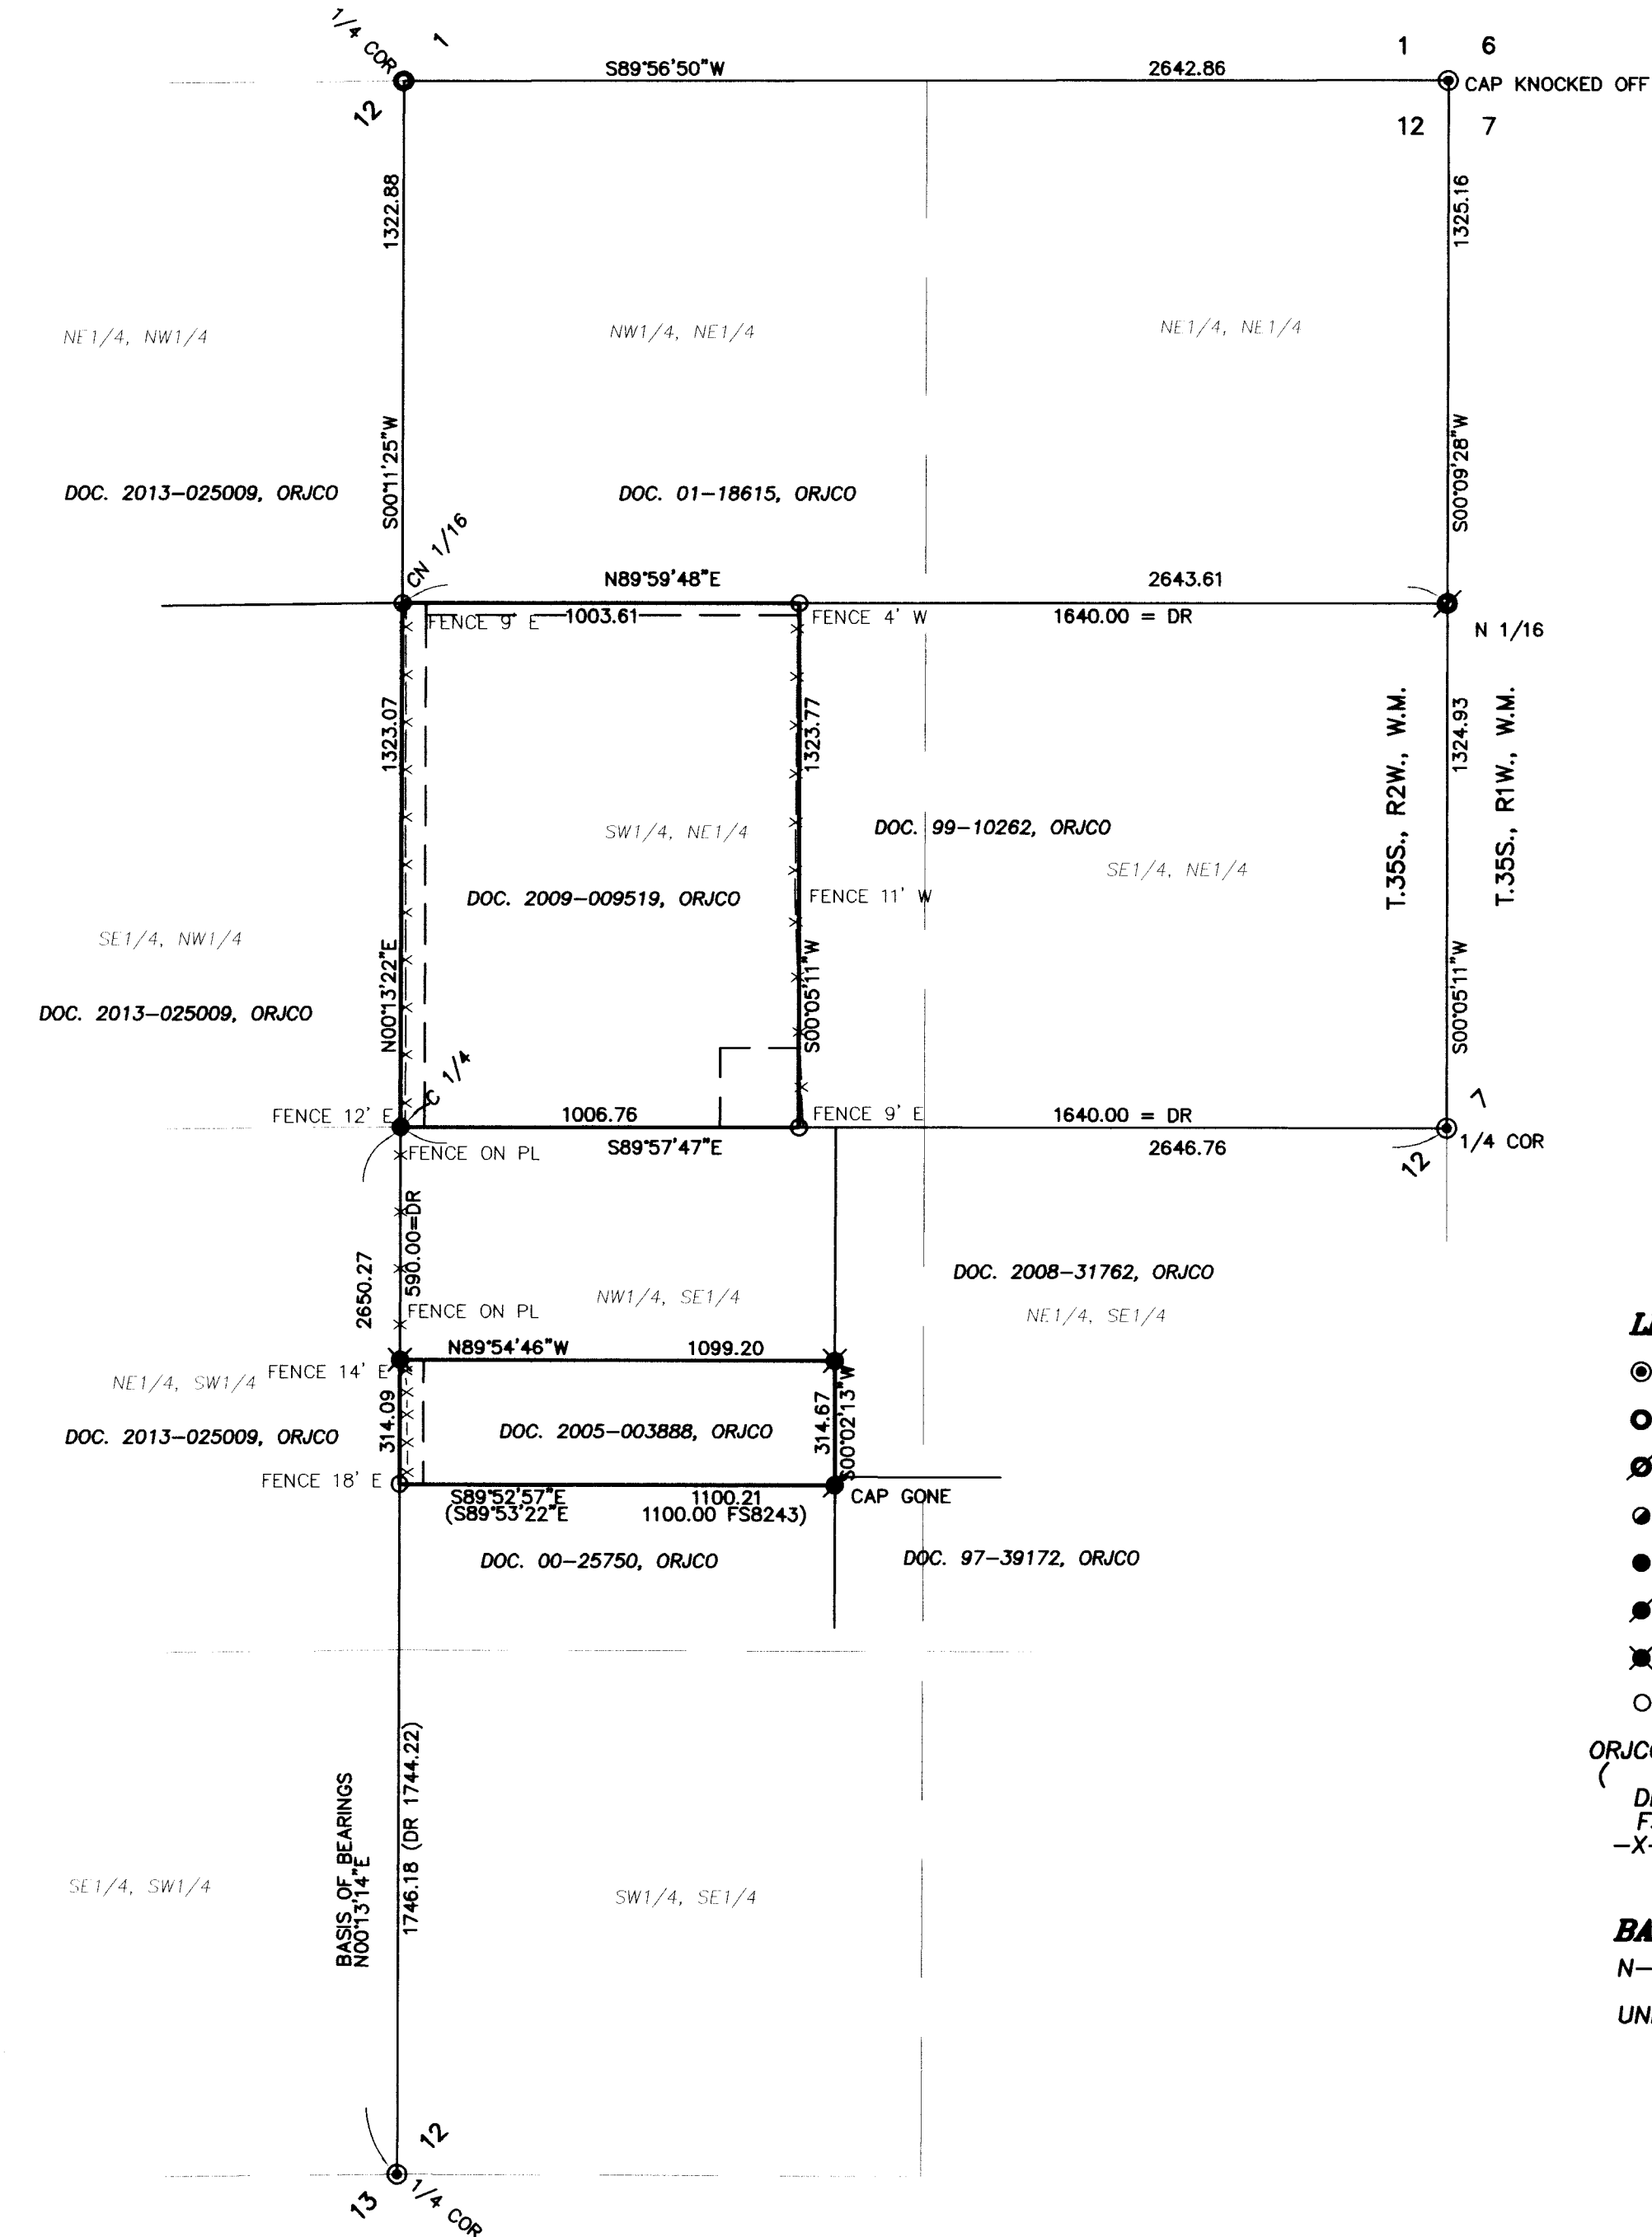 1/4 COR
1
1 6
S89°56'50"W 2642.86
CAP KNOCKED OFF
12
12 7
1322.88
1325.16
NE1/4, NW1/4
NW1/4, NE1/4
NE1/4, NE1/4
S00°11'25"W
S00°09'28"W
DOC. 2013-025009, ORJCO
DOC. 01-18615, ORJCO
CN 1/16
N89°59'48"E 2643.61
FENCE 9' E
1003.61
FENCE 4' W
1640.00 = DR
N 1/16
1323.07
1323.77
T.35S., R2W., W.M.
1324.93
T.35S., R1W., W.M.
SW1/4, NE1/4
DOC. 99-10262, ORJCO
SE1/4, NE1/4
DOC. 2009-009519, ORJCO
FENCE 11' W
SE1/4, NW1/4
N00°13'22"E
S00°05'11"W
S00°05'11"W
DOC. 2013-025009, ORJCO
C 1/4
FENCE 12' E
1006.76
FENCE 9' E
1640.00 = DR
7
1/4 COR
FENCE ON PL
S89°57'47"E
2646.76
12
590.00=DR
2650.27
DOC. 2008-31762, ORJCO
NW1/4, SE1/4
NE1/4, SE1/4
FENCE ON PL
N89°54'46"W 1099.20
FENCE 14' E
NE1/4, SW1/4
314.09
314.67
S00°02'13"W
DOC. 2013-025009, ORJCO
DOC. 2005-003888, ORJCO
FENCE 18' E
S89°52'57"E 1100.21
CAP GONE
(S89°53'22"E 1100.00 FS8243)
DOC. 00-25750, ORJCO
DOC. 97-39172, ORJCO
ORJC
(
-X-
BASIS OF BEARINGS
N00°13'14"E
1746.18 (DR 1744.22)
SE1/4, SW1/4
SW1/4, SE1/4
BA
N-
UN
12
13
1/4 COR